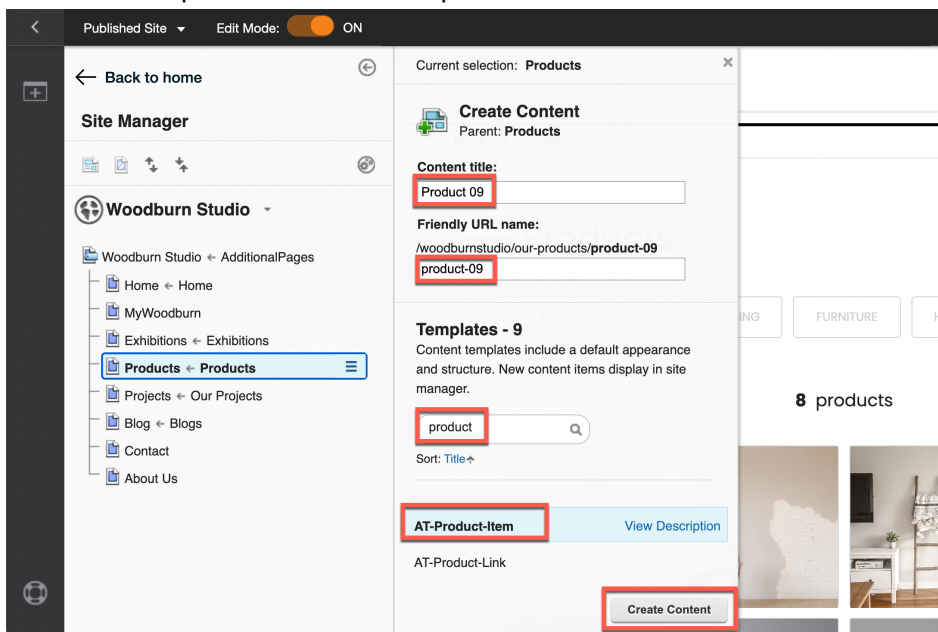 Published Site
Edit Mode: ON
Back to home
Site Manager
Woodburn Studio
Woodburn Studio ← AdditionalPages
Home ← Home
MyWoodburn
Exhibitions ← Exhibitions
Products ← Products
Projects ← Our Projects
Blog ← Blogs
Contact
About Us
Current selection: Products
Create Content
Parent: Products
Content title:
Product 09
Friendly URL name:
/woodburnstudio/our-products/product-09
product-09
Templates - 9
Content templates include a default appearance
and structure. New content items display in site
manager.
product
Sort: Title
AT-Product-Item
View Description
AT-Product-Link
Create Content
Products
FURNITURE
8 products